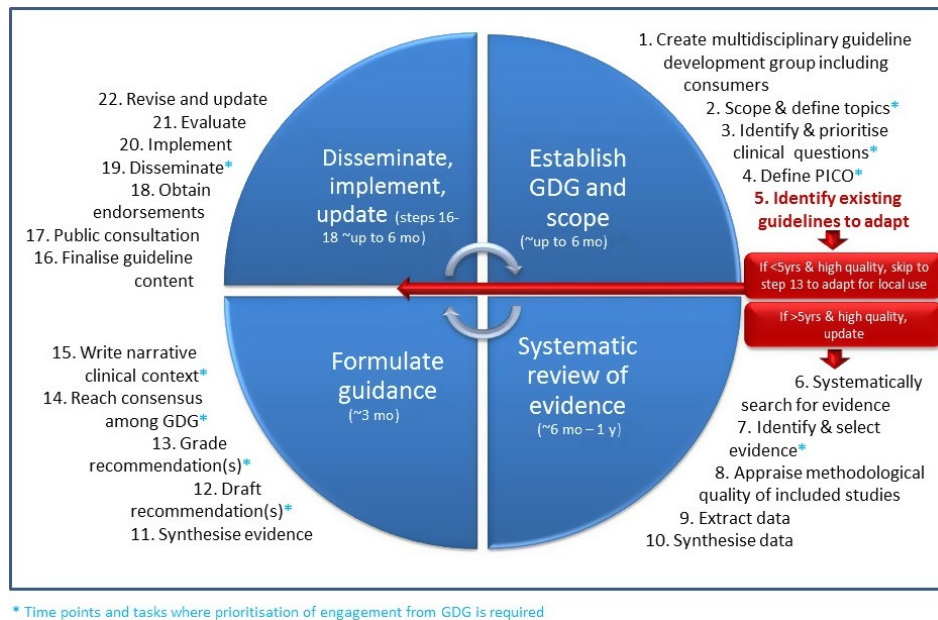 1. Create multidisciplinary guideline
development group including
consumers
2. Scope & define topics*
3. Identify & prioritise
clinical questions*
4. Define PICO*
5. Identify existing
guidelines to adapt
If <5yrs & high quality, skip to
step 13 to adapt for local use
If >5yrs & high quality,
update
6. Systematically
search for evidence
7. Identify & select
evidence*
8. Appraise methodological
quality of included studies
9. Extract data
10. Synthesise data
Establish
GDG and
scope
(~up to 6 mo)
Systematic
review of
evidence
(~6 mo – 1 y)
Formulate
guidance
(~3 mo)
Disseminate,
implement,
update (steps 16-
18 ~up to 6 mo)
15. Write narrative
clinical context*
14. Reach consensus
among GDG*
13. Grade
recommendation(s)*
12. Draft
recommendation(s)*
11. Synthesise evidence
22. Revise and update
21. Evaluate
20. Implement
19. Disseminate*
18. Obtain
endorsements
17. Public consultation
16. Finalise guideline
content
* Time points and tasks where prioritisation of engagement from GDG is required